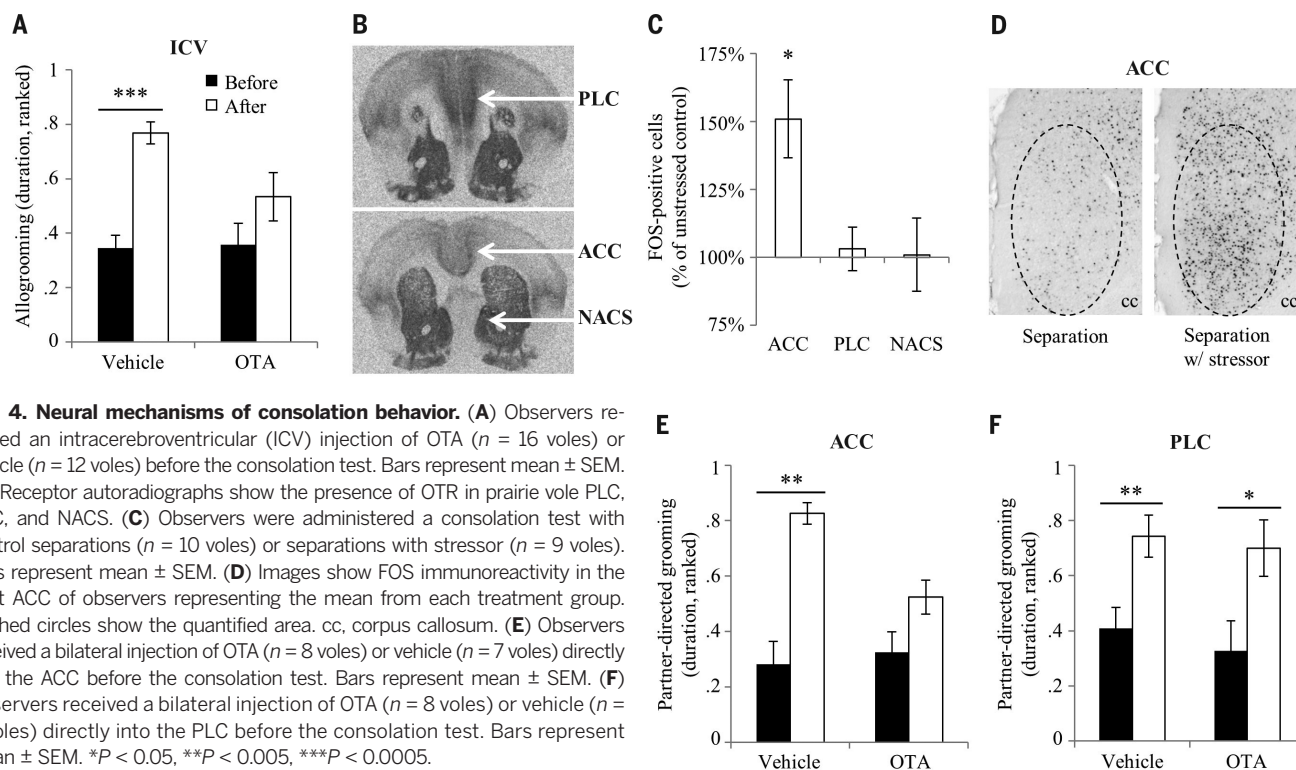 A
ICV
Allogrooming (duration, ranked)
1
.8
.6
.4
.2
0
***
Before
After
Vehicle
OTA
B
PLC
ACC
NACS
C
FOS-positive cells
(% of unstressed control)
175%
150%
125%
100%
75%
*
ACC
PLC
NACS
D
ACC
cc
cc
Separation
Separation
w/ stressor
4. Neural mechanisms of consolation behavior. (A) Observers re-
an intracerebroventricular (ICV) injection of OTA (n = 16 voles) or
(n = 12 voles) before the consolation test. Bars represent mean ± SEM.
Receptor autoradiographs show the presence of OTR in prairie vole PLC,
and NACS. (C) Observers were administered a consolation test with
separations (n = 10 voles) or separations with stressor (n = 9 voles).
represent mean ± SEM. (D) Images show FOS immunoreactivity in the
ACC of observers representing the mean from each treatment group.
circles show the quantified area. cc, corpus callosum. (E) Observers
a bilateral injection of OTA (n = 8 voles) or vehicle (n = 7 voles) directly
the ACC before the consolation test. Bars represent mean ± SEM. (F)
received a bilateral injection of OTA (n = 8 voles) or vehicle (n =
directly into the PLC before the consolation test. Bars represent
± SEM. *P < 0.05, **P < 0.005, ***P < 0.0005.
E
ACC
Partner-directed grooming
(duration, ranked)
1
.8
.6
.4
.2
0
**
Vehicle
OTA
F
PLC
Partner-directed grooming
(duration, ranked)
1
.8
.6
.4
.2
0
**
*
Vehicle
OTA